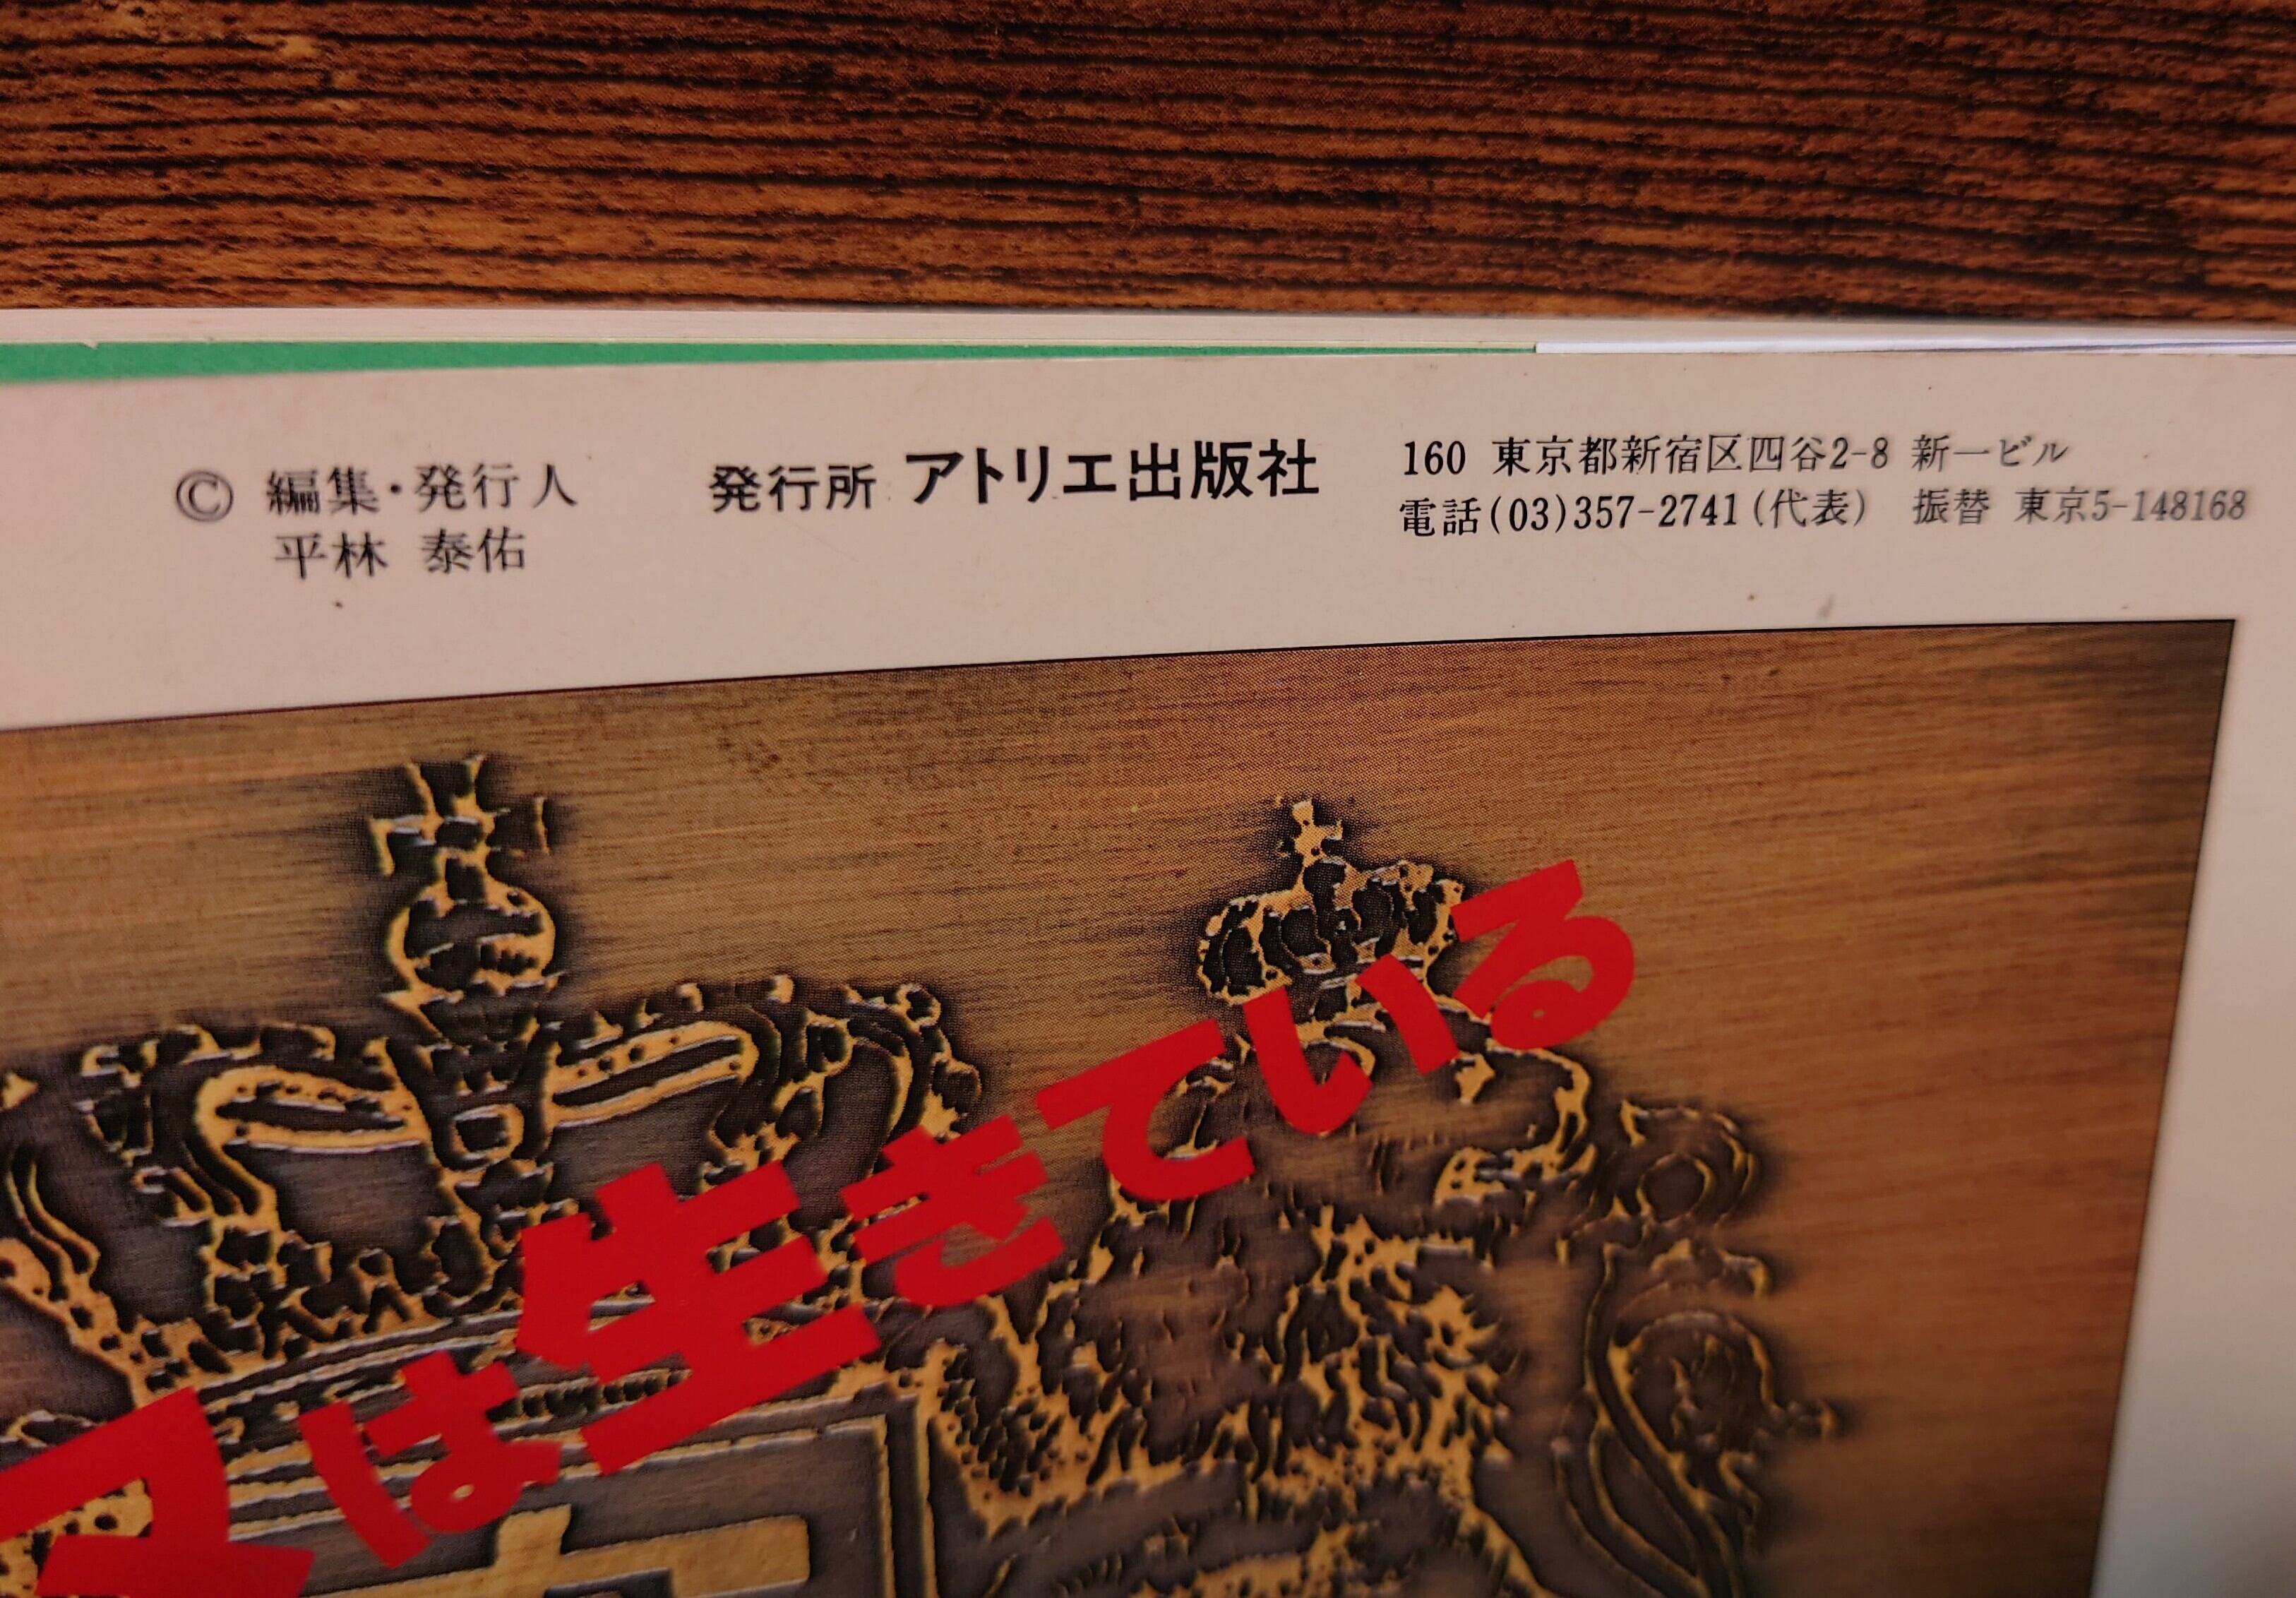 © 編集・発行人
平林 泰佑
発行所 アトリエ出版社
160 東京都新宿区四谷2-8 新一ビル
電話(03)357-2741(代表) 振替 東京5-148168
は生きている